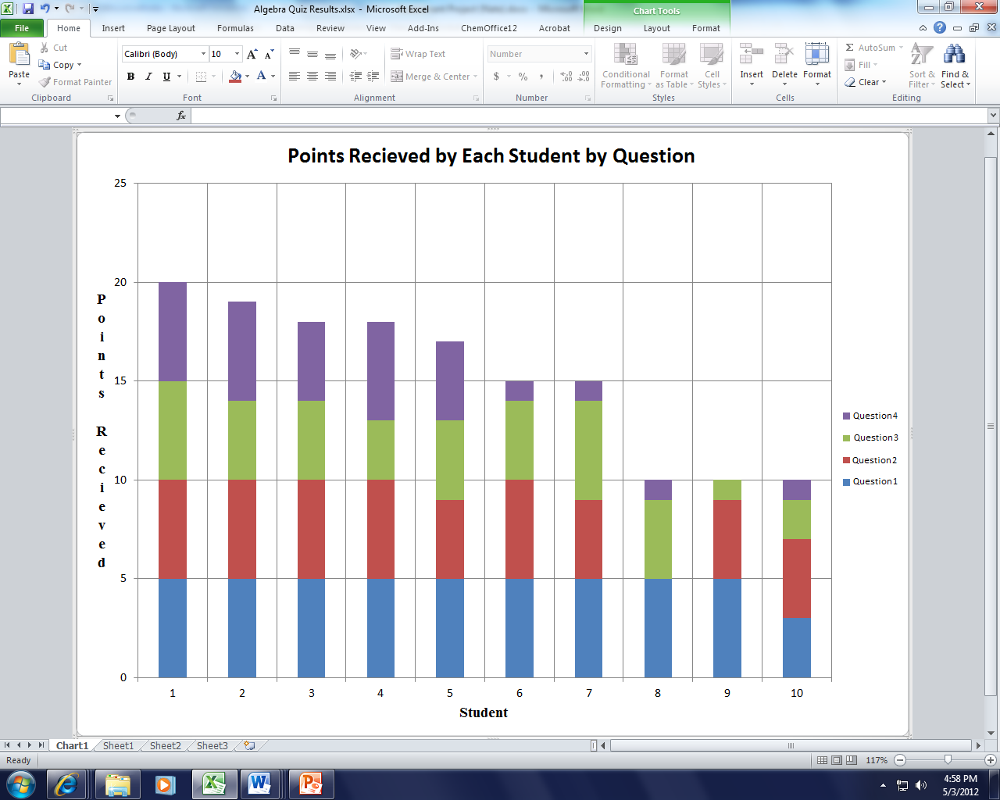 Algebra Quiz Results.xlsx - Microsoft Excel
Chart Tools
File Home Insert Page Layout Formulas Data Review View Add-Ins ChemOffice12 Acrobat Design Layout Format
Paste
Cut
Copy
Format Painter
Clipboard
Calibri (Body) 10
B I U
Font
Wrap Text
Merge & Center
Alignment
Number
$ % ,
Number
Conditional Formatting
Format as Table
Cell Styles
Styles
Insert Delete Format
Cells
AutoSum
Fill
Clear
Sort & Filter
Find & Select
Editing
fx
Points Recieved by Each Student by Question
25
20
15
10
5
0
Points Recieved
1 2 3 4 5 6 7 8 9 10
Student
Question4
Question3
Question2
Question1
Chart1 Sheet1 Sheet2 Sheet3
Ready
117%
4:58 PM
5/3/2012